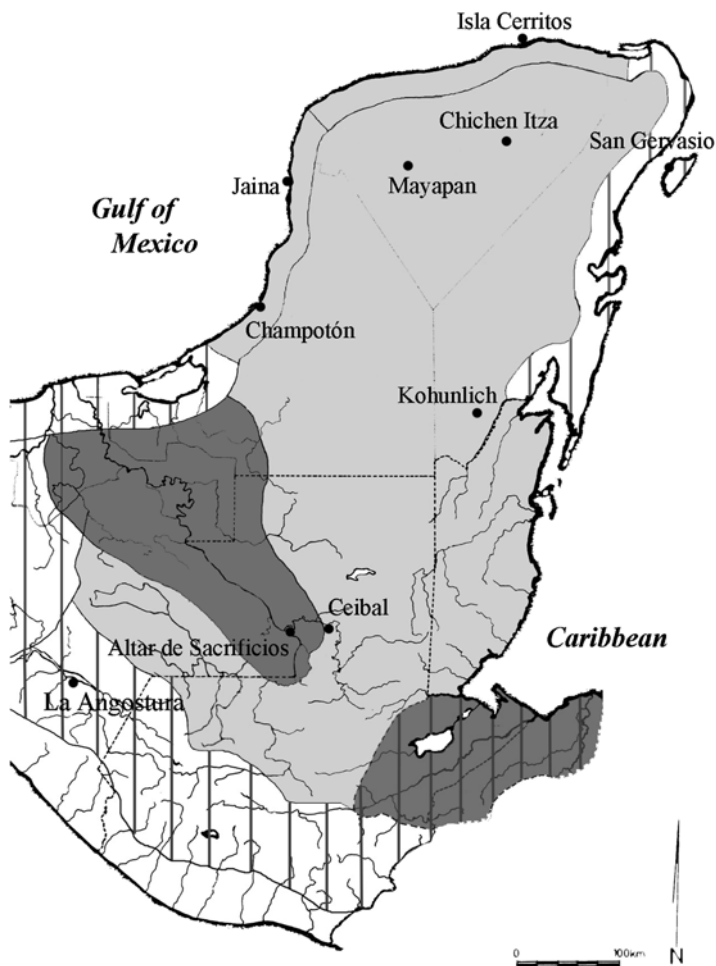 Isla Cerritos
Chichen Itza
San Gervasio
Jaina
Mayapan
Gulf of
Mexico
Champotón
Kohunlich
Ceibal
Altar de Sacrificios
Caribbean
La Angostura
N
0 100km